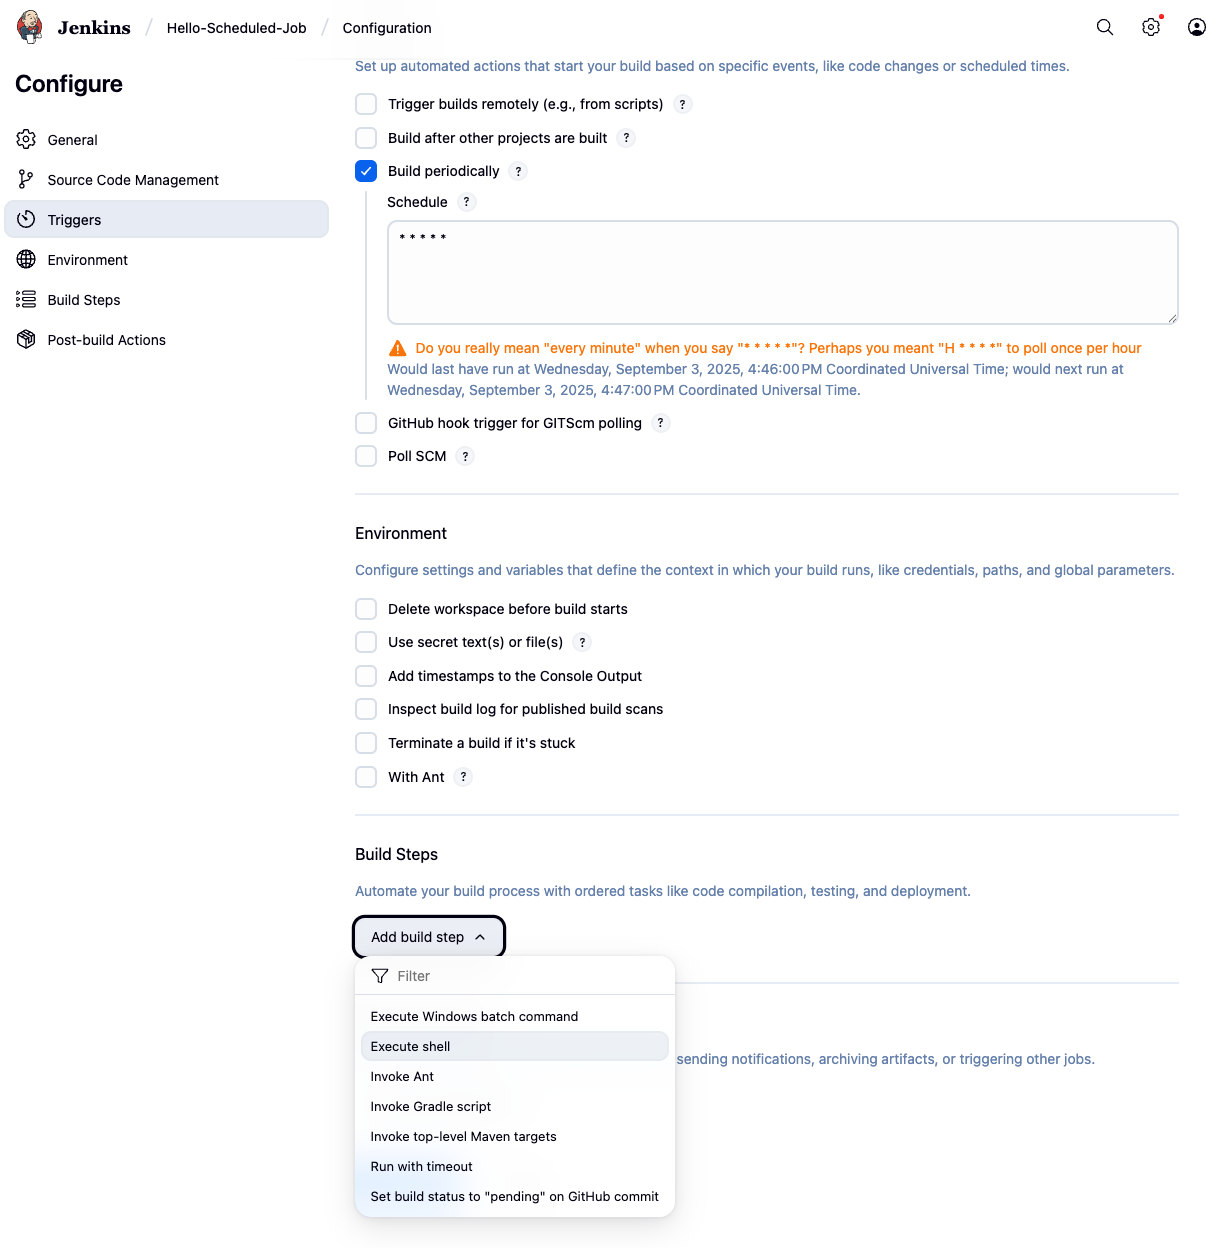 Jenkins / Hello-Scheduled-Job / Configuration
Configure
General
Source Code Management
Triggers
Environment
Build Steps
Post-build Actions
Set up automated actions that start your build based on specific events, like code changes or scheduled times.
Trigger builds remotely (e.g., from scripts) ?
Build after other projects are built ?
Build periodically ?
Schedule ?
* * * * *
Do you really mean "every minute" when you say "* * * * *"? Perhaps you meant "H * * * *" to poll once per hour
Would last have run at Wednesday, September 3, 2025, 4:46:00 PM Coordinated Universal Time; would next run at
Wednesday, September 3, 2025, 4:47:00 PM Coordinated Universal Time.
GitHub hook trigger for GITScm polling ?
Poll SCM ?
Environment
Configure settings and variables that define the context in which your build runs, like credentials, paths, and global parameters.
Delete workspace before build starts
Use secret text(s) or file(s) ?
Add timestamps to the Console Output
Inspect build log for published build scans
Terminate a build if it's stuck
With Ant ?
Build Steps
Automate your build process with ordered tasks like code compilation, testing, and deployment.
Add build step
Filter
Execute Windows batch command
Execute shell
sending notifications, archiving artifacts, or triggering other jobs.
Invoke Ant
Invoke Gradle script
Invoke top-level Maven targets
Run with timeout
Set build status to "pending" on GitHub commit